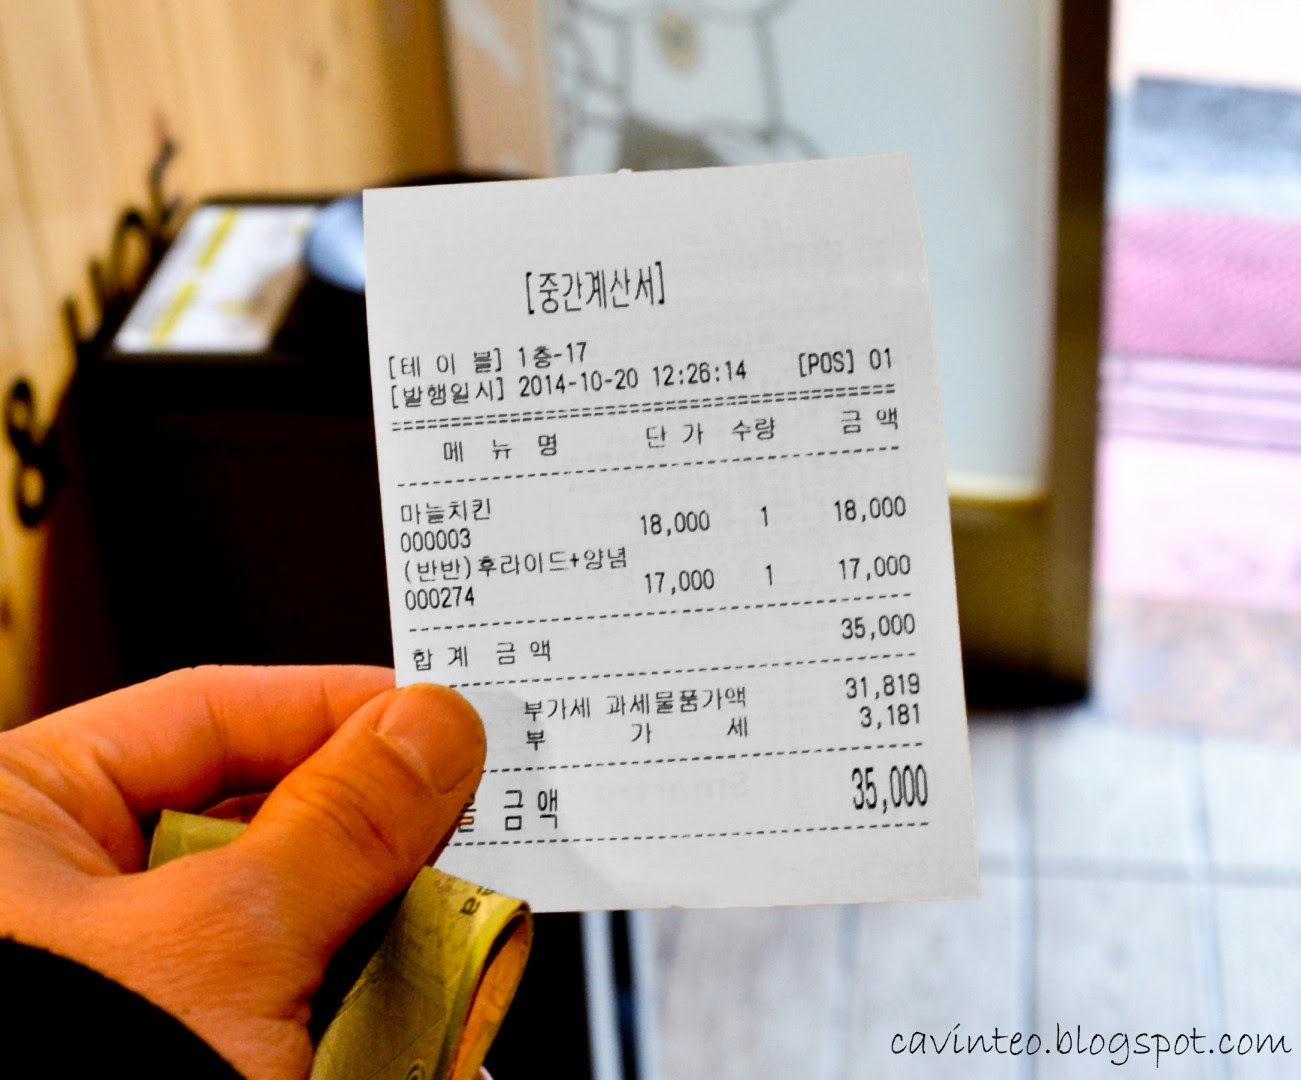 [중간계산서]
[테 이 블] 1층-17
[발행일시] 2014-10-20 12:26:14 [POS] 01
메 뉴 명 단 가 수량 금 액
마늘치킨
000003 18,000 1 18,000
(반반)후라이드+양념
000274 17,000 1 17,000
합 계 금 액 35,000
부가세 과세물품가액 31,819
부 가 세 3,181
금 액 35,000
cavinteo.blogspot.com